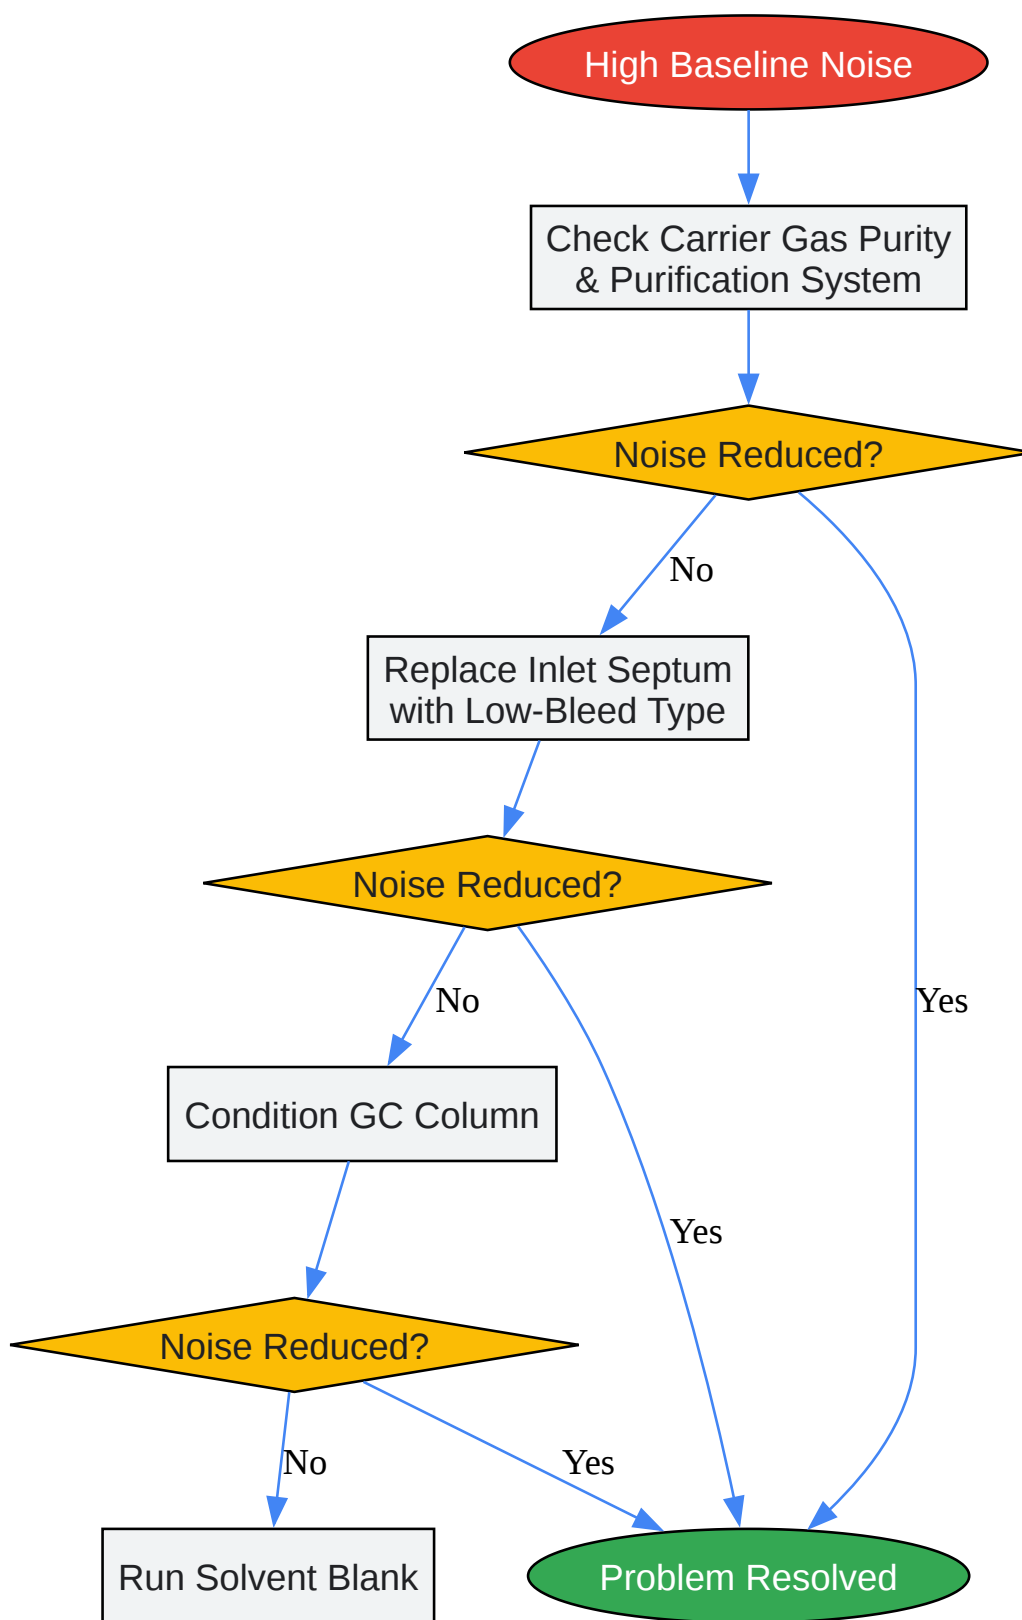 High Baseline Noise
Check Carrier Gas Purity
& Purification System
Noise Reduced?
No
Replace Inlet Septum
with Low-Bleed Type
Noise Reduced?
No
Yes
Condition GC Column
Yes
Noise Reduced?
No
Yes
Run Solvent Blank
Problem Resolved